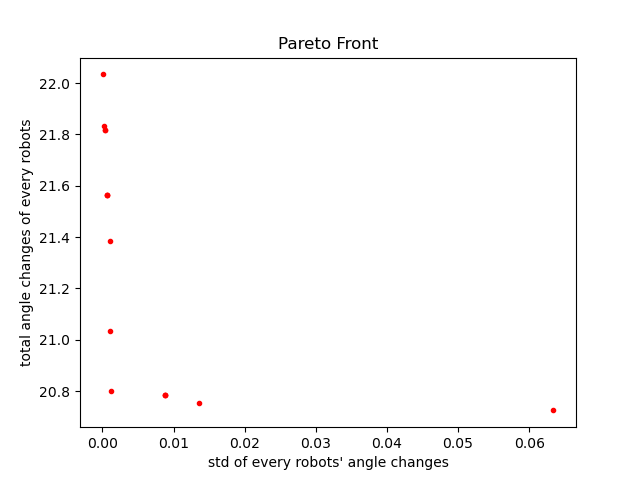 Pareto Front
total angle changes of every robots
22.0
21.8
21.6
21.4
21.2
21.0
20.8
0.00 0.01 0.02 0.03 0.04 0.05 0.06
std of every robots' angle changes